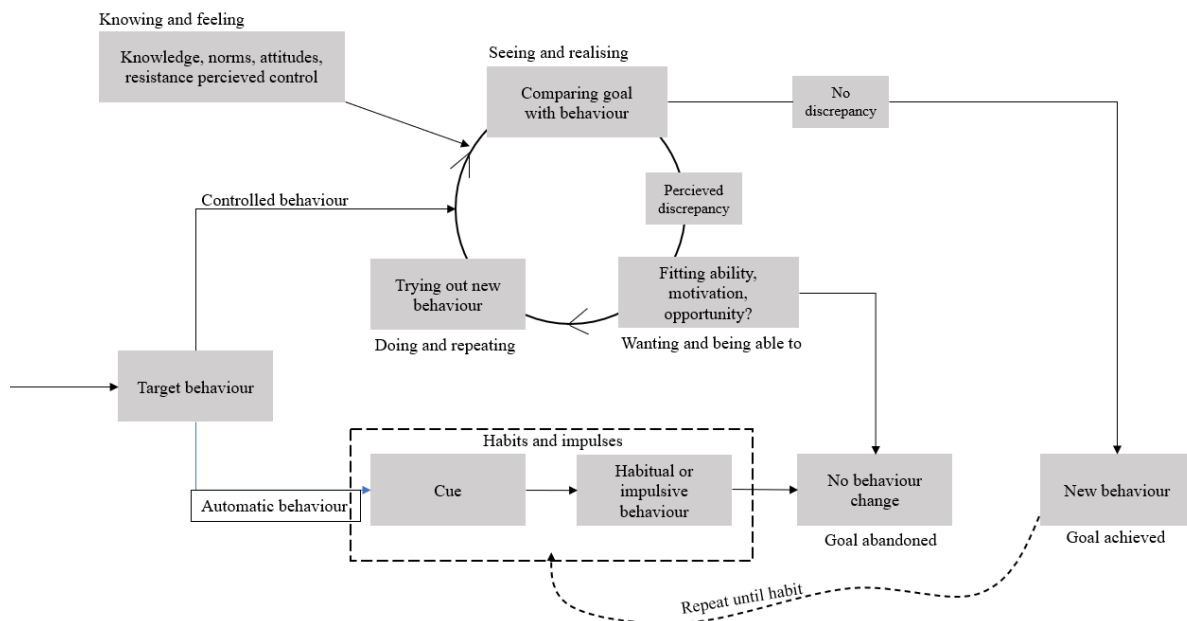 Knowing and feeling
Knowledge, norms, attitudes,
resistance percieved control
Seeing and realising
Comparing goal
with behaviour
No
discrepancy
Percieved
discrepancy
Controlled behaviour
Trying out new
behaviour
Doing and repeating
Fitting ability,
motivation,
opportunity?
Wanting and being able to
Target behaviour
Automatic behaviour
Habits and impulses
Cue
Habitual or
impulsive
behaviour
No behaviour
change
Goal abandoned
New behaviour
Goal achieved
Repeat until habit